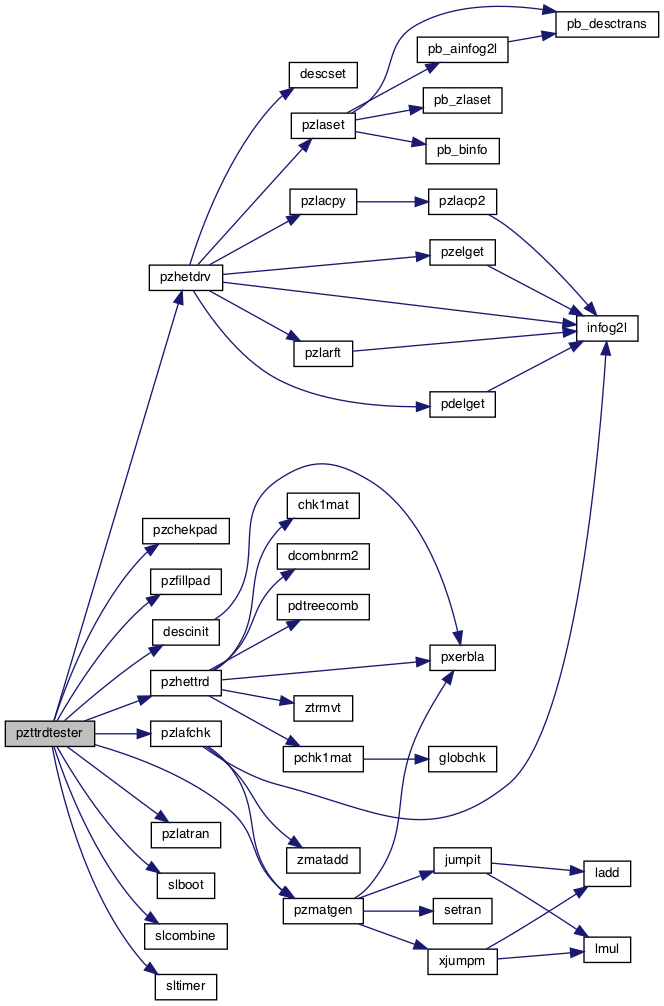 pb_desctrans
pb_ainfog2l
descset
pb_zlaset
pzlaset
pb_binfo
pzlacpy
pzlacp2
pzelget
pzhetdrv
infog2l
pzlarft
pdelget
chk1mat
pzchekpad
dcombnrm2
pzfillpad
pdtreecomb
descinit
pxerbla
pzhettrd
ztrmvt
pzttrdtester
pzlafchk
pchk1mat
globchk
pzlatran
zmatadd
jumpit
ladd
slboot
pzmatgen
setran
slcombine
lmul
xjumpm
sltimer